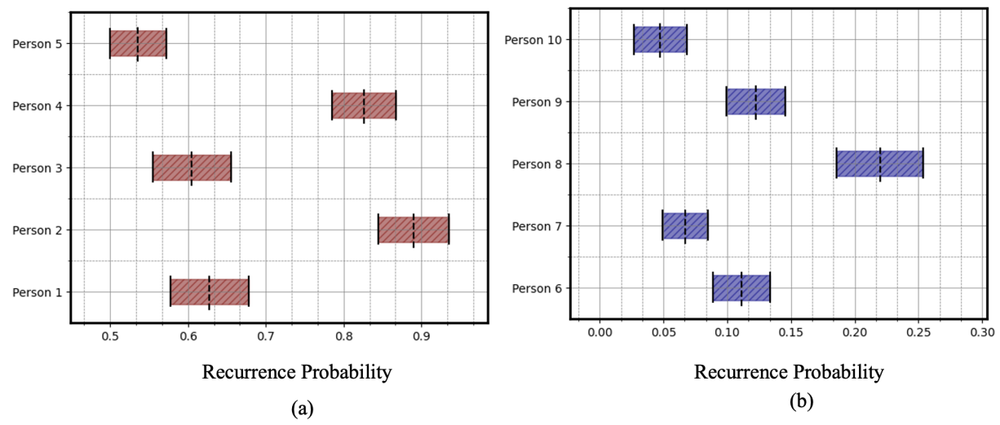 Person 5
Person 4
Person 3
Person 2
Person 1
0.5 0.6 0.7 0.8 0.9
Recurrence Probability
(a)
Person 10
Person 9
Person 8
Person 7
Person 6
0.00 0.05 0.10 0.15 0.20 0.25 0.30
Recurrence Probability
(b)